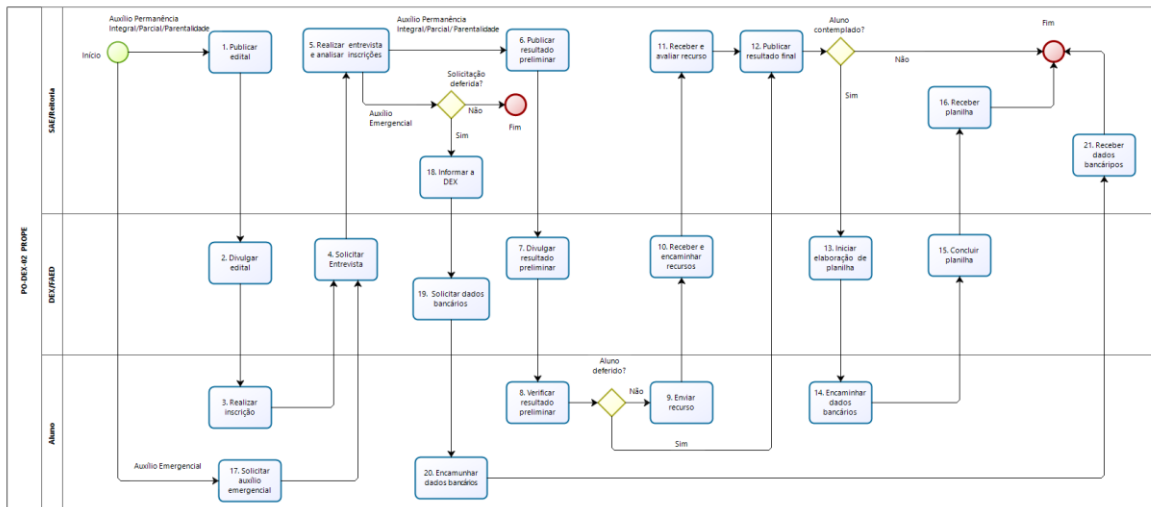 PO-DEX-02 PROPE
SAE/Reitoria
Auxílio Permanência
Integral/Parcial/Parentalidade
Início
1. Publicar
edital
5. Realizar entrevista
e analisar inscrições
Auxílio Permanência
Integral/Parcial/Parentalidade
6. Publicar
resultado
preliminar
Solicitação
deferida?
Não
Fim
Auxílio
Emergencial
Sim
18. Informar a
DEX
11. Receber e
avaliar recurso
12. Publicar
resultado final
Aluno
contemplado?
Não
Sim
Fim
16. Receber
planilha
21. Receber
dados
bancáripos
DEX/FAED
2. Divulgar
edital
4. Solicitar
Entrevista
19. Solicitar dados
bancários
7. Divulgar
resultado
preliminar
10. Receber e
encaminhar
recursos
13. Iniciar
elaboração de
planilha
15. Concluir
planilha
Aluno
3. Realizar
inscrição
Auxílio Emergencial
17. Solicitar
auxílio
emergencial
20. Encamunhar
dados bancários
8. Verificar
resultado
preliminar
Aluno
deferido?
Não
Sim
9. Enviar
recurso
14. Encaminhar
dados
bancários